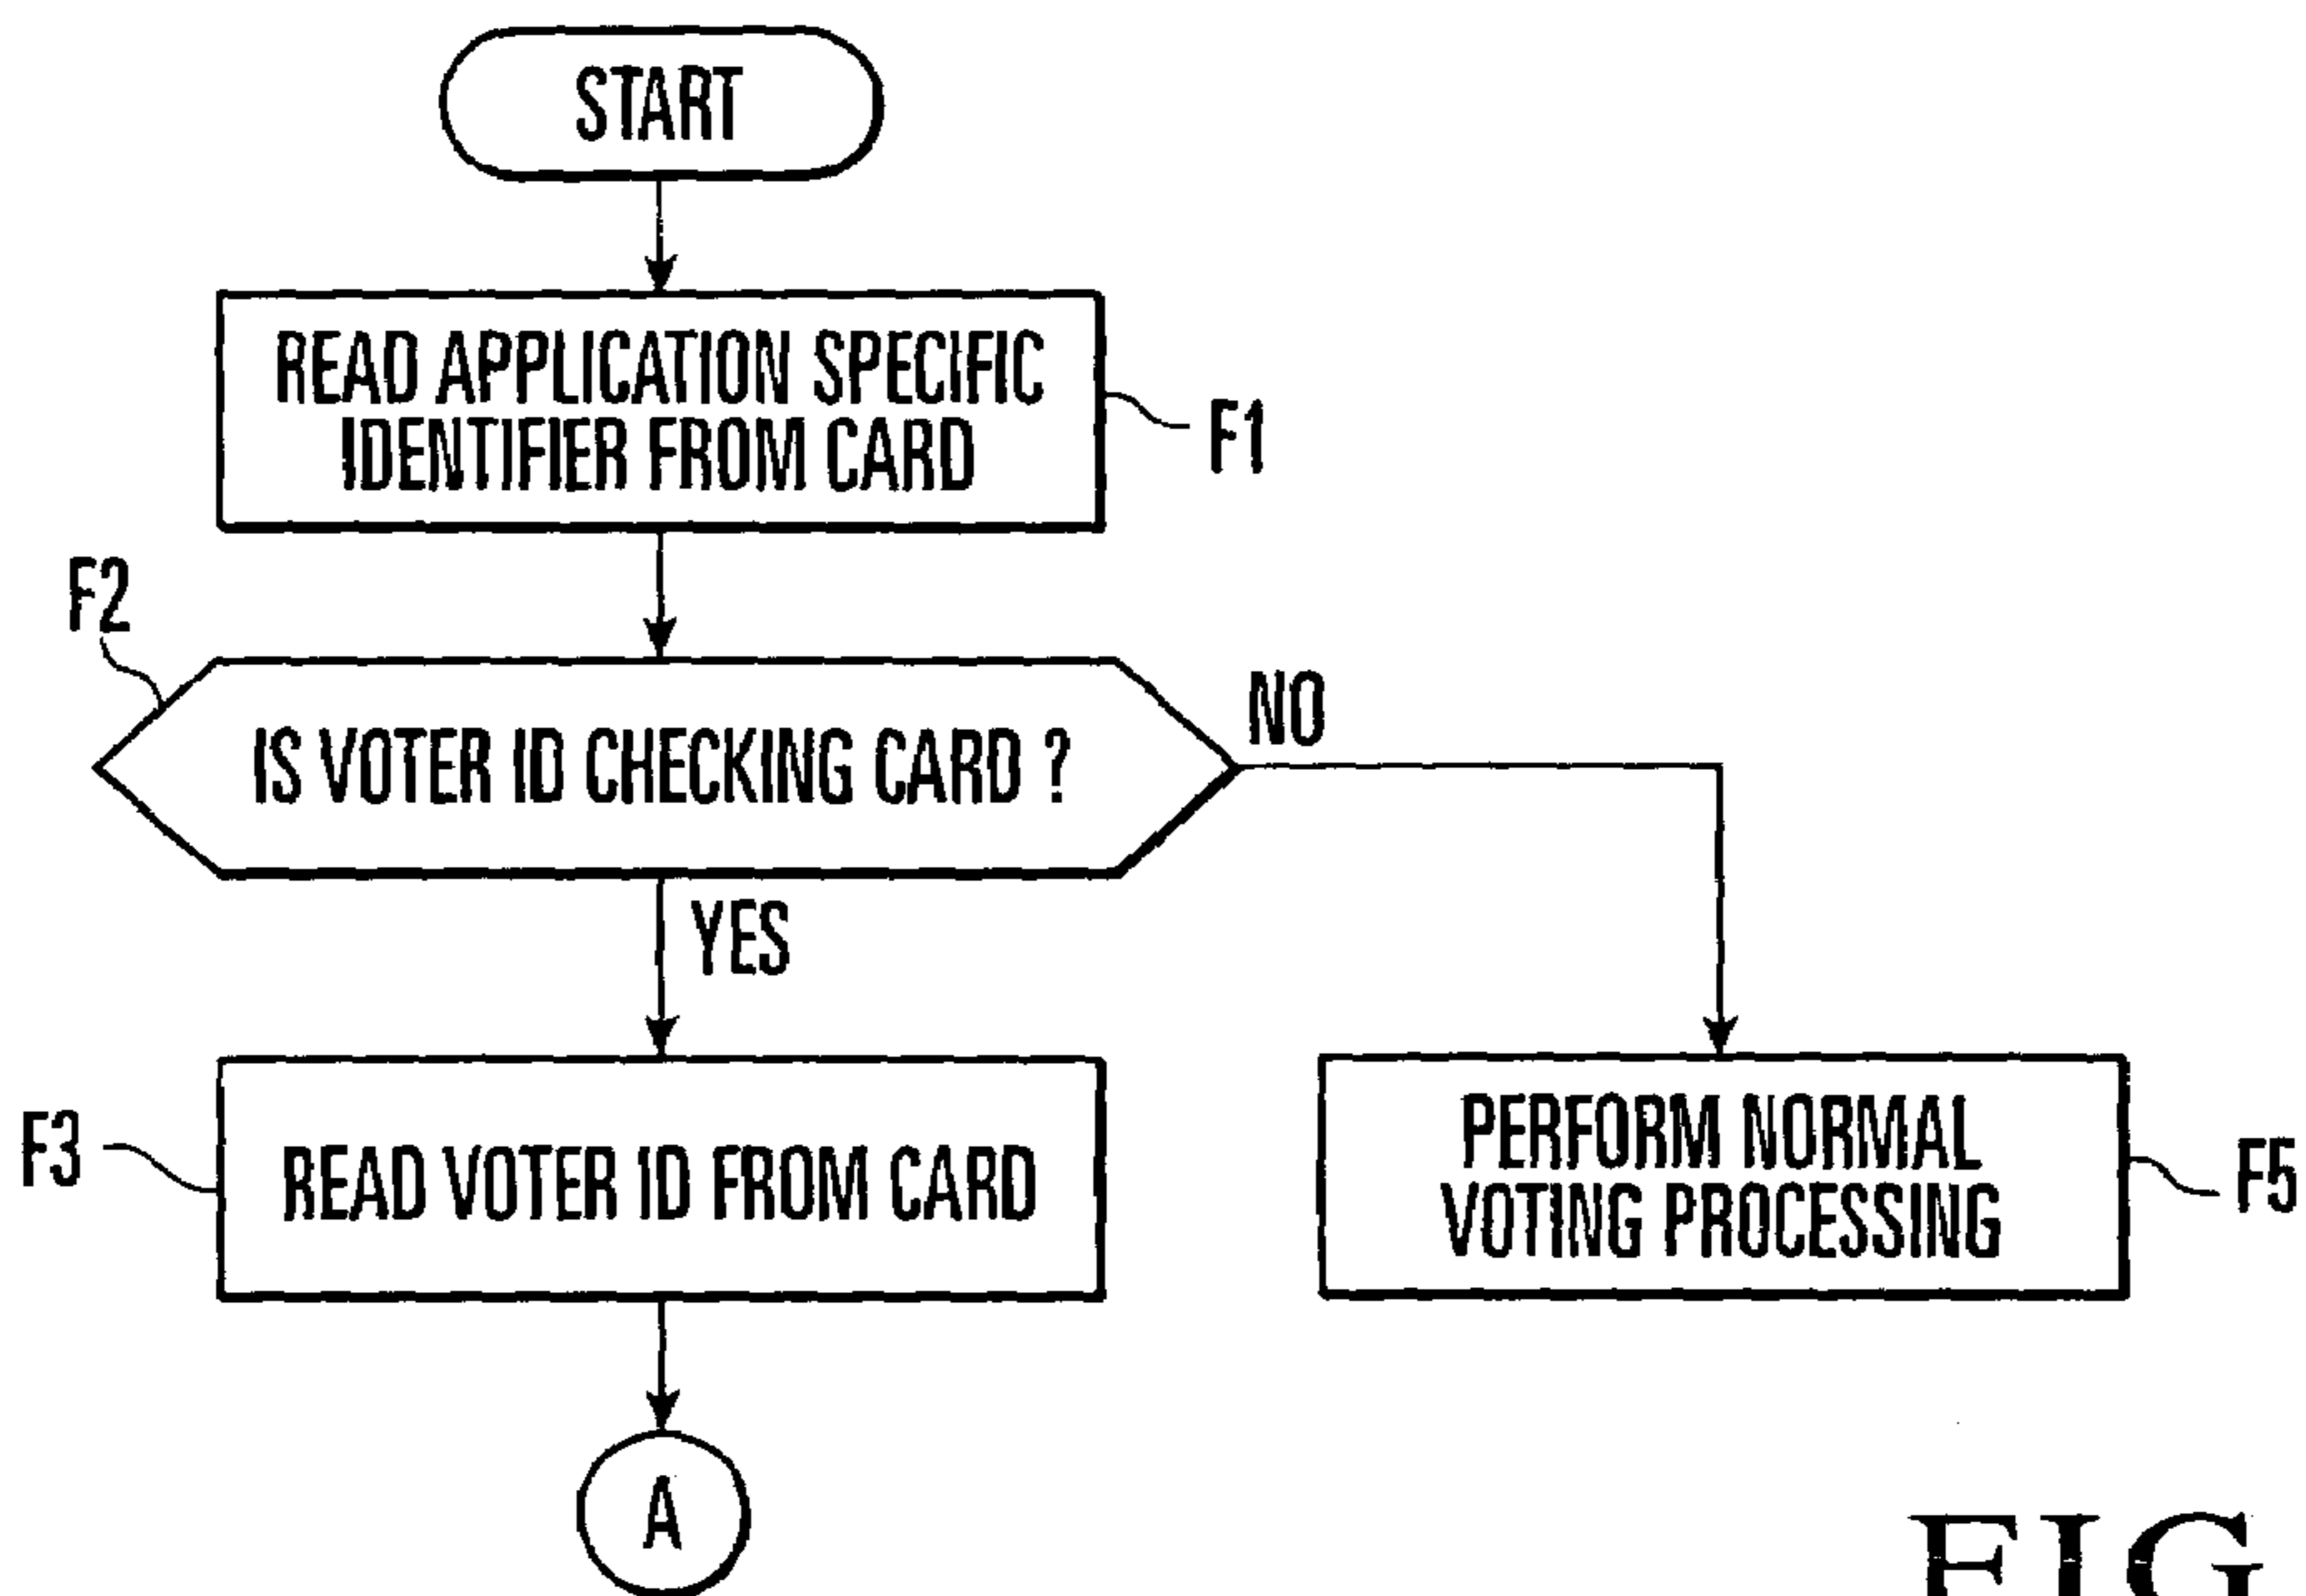 START
READ APPLICATION SPECIFIC
IDENTIFIER FROM CARD
F1
F2
IS VOTER ID CHECKING CARD ?
NO
YES
F3
READ VOTER ID FROM CARD
PERFORM NORMAL
VOTING PROCESSING
F5
A
FIG